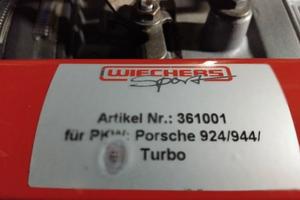 WIECHERS
Sport
Artikel Nr.: 361001
für PKW: Porsche 924/944/
Turbo